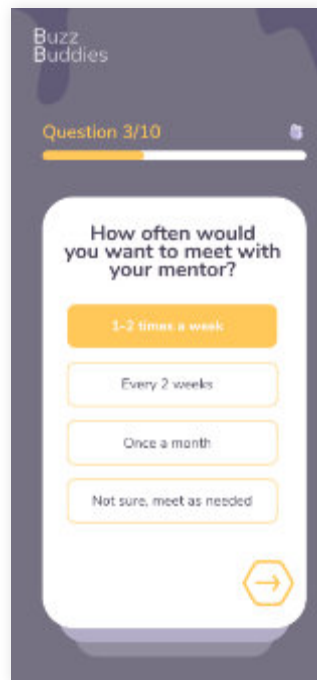 Buzz
Buddies
Question 3/10
How often would
you want to meet with
your mentor?
1-2 times a week
Every 2 weeks
Once a month
Not sure, meet as needed